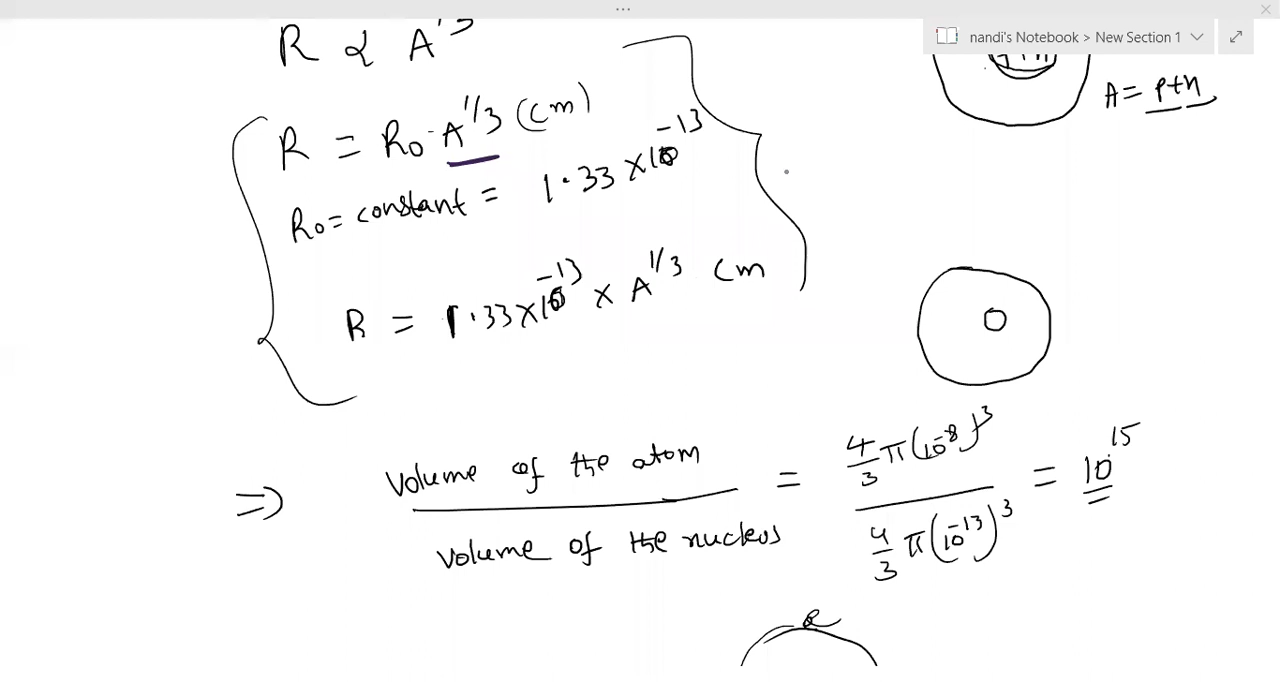 nandi's Notebook > New Section 1
R ∝ A^1/3
A = p+n
R = R₀·A^1/3 (cm)
R₀ = constant = 1.33 × 10^-13
R = 1.33 × 10^-13 × A^1/3 cm
⇒ volume of the atom / volume of the nucleus = 4/3 π(10^-8)^3 / 4/3 π(10^-13)^3 = 10^15